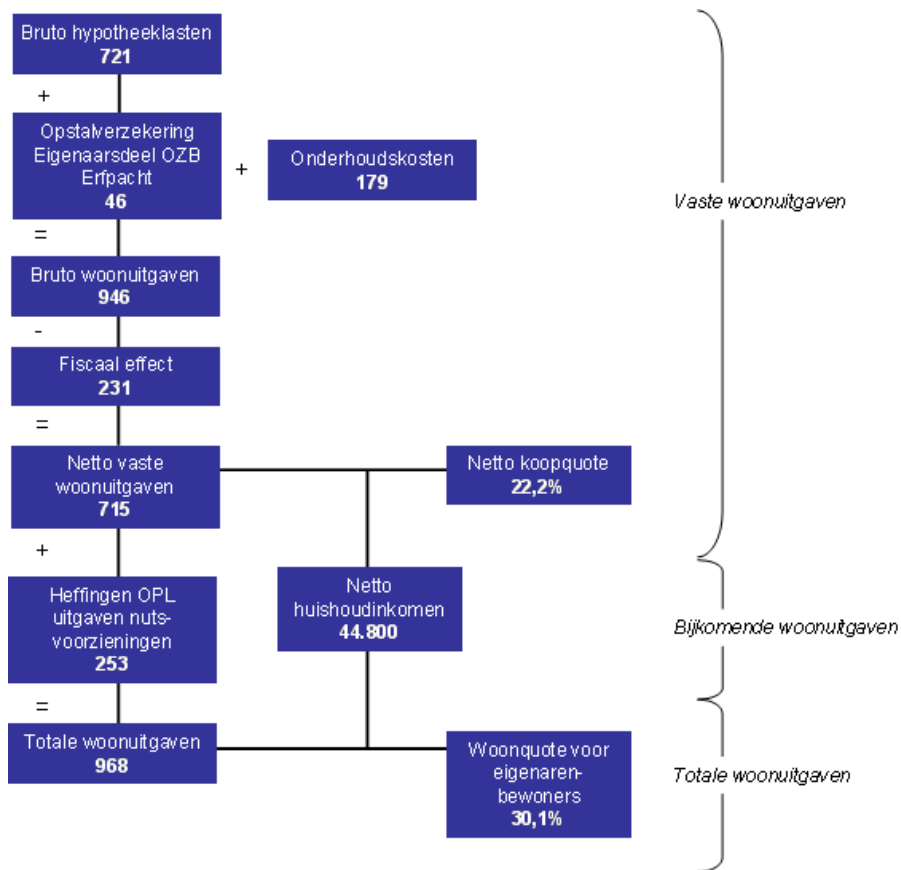 Bruto hypotheeklasten
721
+
Opstalverzekering
Eigenaarsdeel OZB
Erfpacht
46
+
Onderhoudskosten
179
Vaste woonuitgaven
=
Bruto woonuitgaven
946
-
Fiscaal effect
231
=
Netto vaste
woonuitgaven
715
Netto koopquote
22,2%
+
Heffingen OPL
uitgaven nuts-
voorzieningen
253
Netto
huishoudinkomen
44.800
Bijkomende woonuitgaven
=
Totale woonuitgaven
968
Woonquote voor
eigenaren-
bewoners
30,1%
Totale woonuitgaven